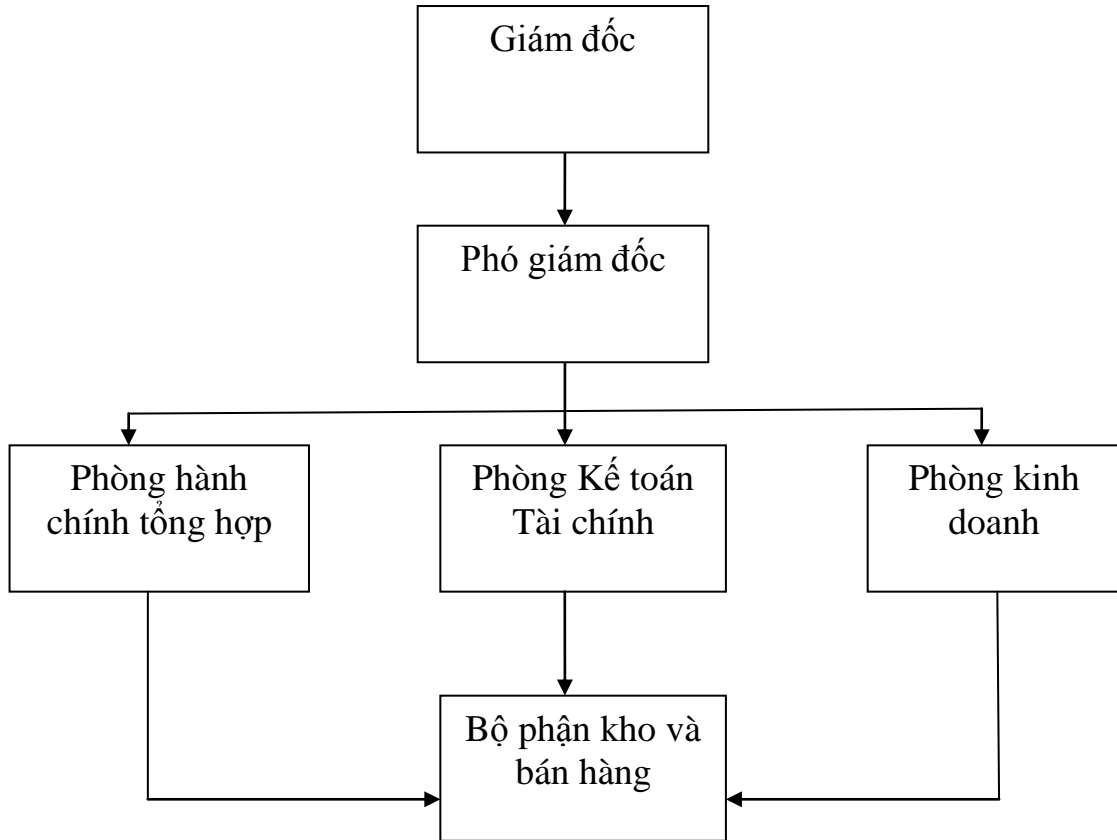 Giám đốc
Phó giám đốc
Phòng hành
chính tổng hợp
Phòng Kế toán
Tài chính
Phòng kinh
doanh
Bộ phận kho và
bán hàng